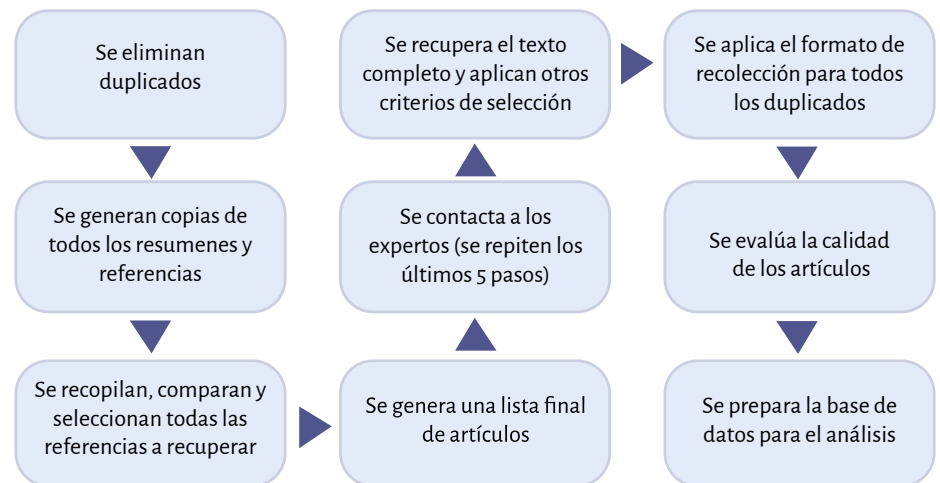 Se eliminan
duplicados
Se generan copias de
todos los resumenes y
referencias
Se recopilan, comparan y
seleccionan todas las
referencias a recuperar
Se genera una lista final
de artículos
Se contacta a los
expertos (se repiten los
últimos 5 pasos)
Se recupera el texto
completo y aplican otros
criterios de selección
Se aplica el formato de
recolección para todos
los duplicados
Se evalúa la calidad
de los artículos
Se prepara la base de
datos para el análisis